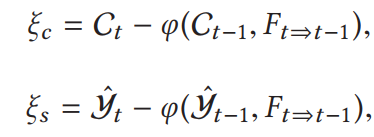 ξ_c = 𝒞_t − φ(𝒞_{t−1}, F_{t⇒t−1}),
ξ_s = 𝒴̂_t − φ(𝒴̂_{t−1}, F_{t⇒t−1}),